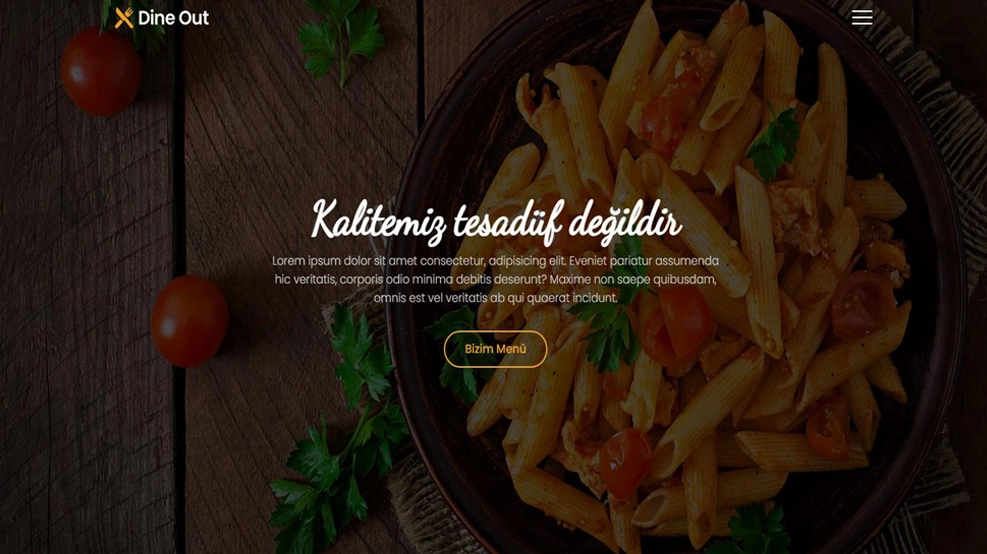 Dine Out
Kalitemiz tesadüf değildir
Lorem ipsum dolor sit amet consectetur, adipisicing elit. Eveniet pariatur assumenda
hic veritatis, corporis odio minima debitis deserunt? Maxime non saepe quibusdam,
omnis est vel veritatis ab qui quaerat incidunt.
Bizim Menü